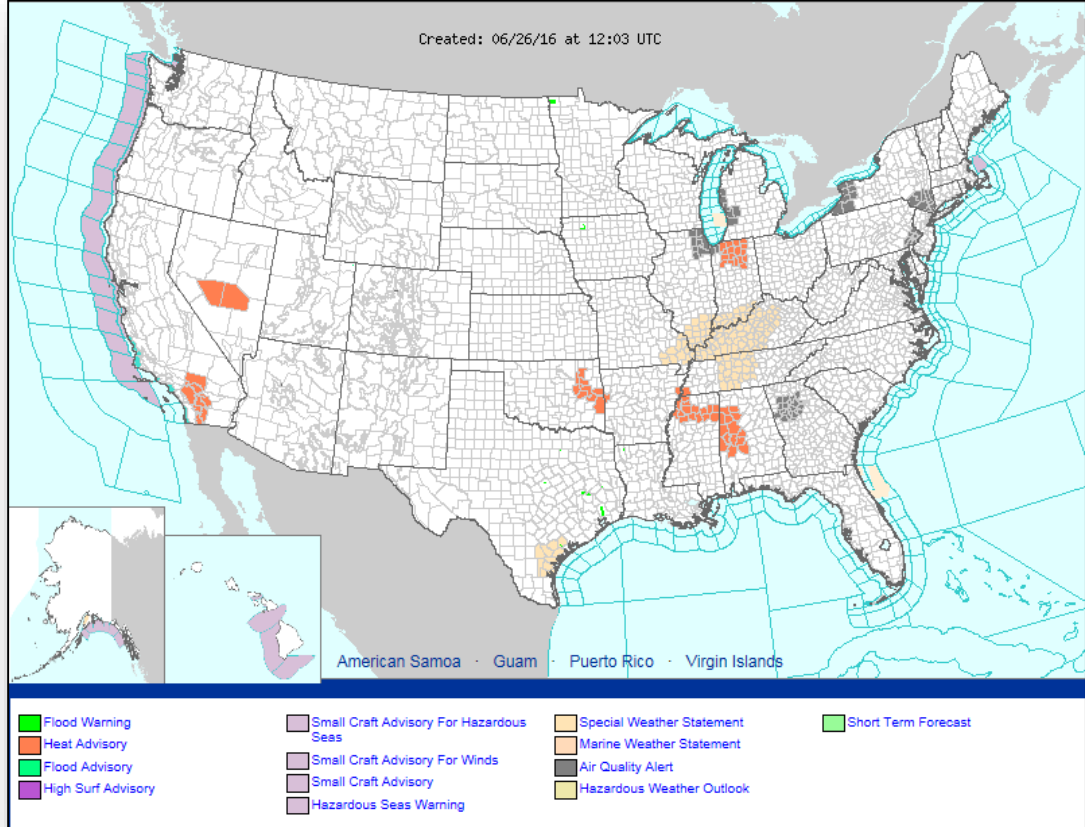 Created: 06/26/16 at 12:03 UTC
American Samoa · Guam · Puerto Rico · Virgin Islands
Flood Warning
Heat Advisory
Flood Advisory
High Surf Advisory
Small Craft Advisory For Hazardous
Seas
Small Craft Advisory For Winds
Small Craft Advisory
Hazardous Seas Warning
Special Weather Statement
Marine Weather Statement
Air Quality Alert
Hazardous Weather Outlook
Short Term Forecast